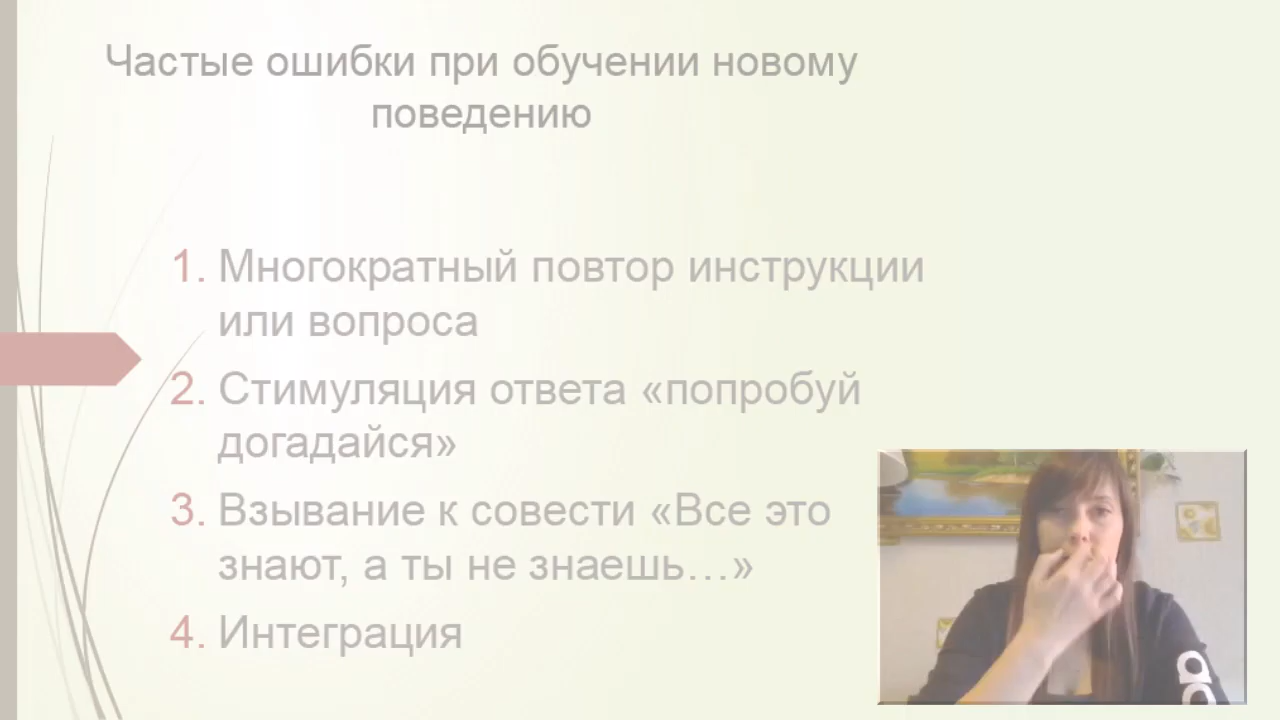 Частые ошибки при обучении новому
поведению
1. Многократный повтор инструкции
или вопроса
2. Стимуляция ответа «попробуй
догадайся»
3. Взывание к совести «Все это
знают, а ты не знаешь…»
4. Интеграция